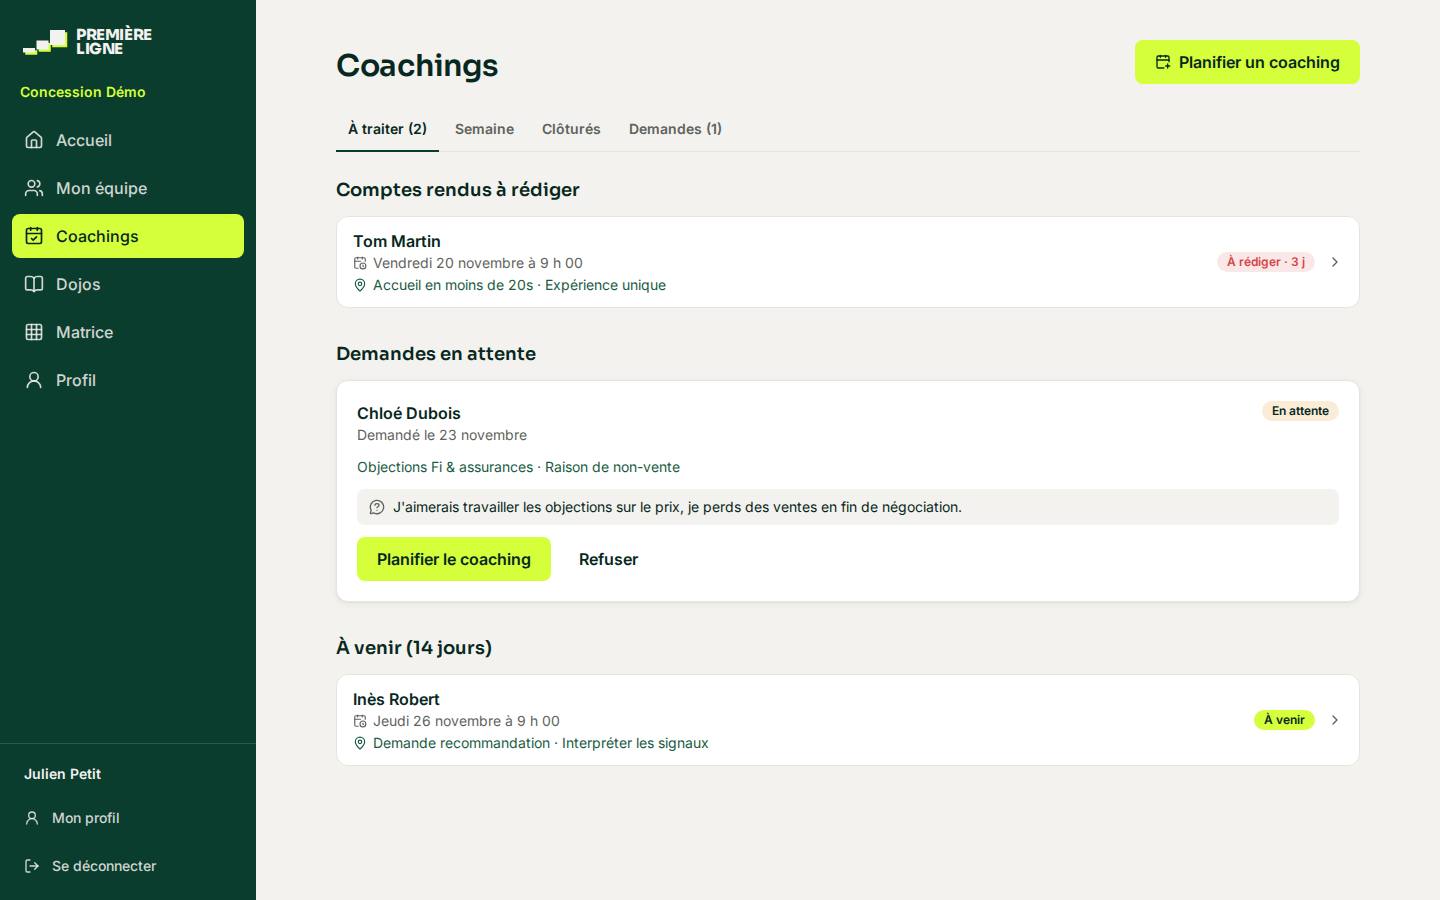 PREMIÈRE
LIGNE
Concession Démo
Accueil
Mon équipe
Coachings
Dojos
Matrice
Profil
Julien Petit
Mon profil
Se déconnecter
Coachings
Planifier un coaching
À traiter (2) Semaine Clôturés Demandes (1)
Comptes rendus à rédiger
Tom Martin
Vendredi 20 novembre à 9 h 00
Accueil en moins de 20s · Expérience unique
À rédiger · 3 j
Demandes en attente
Chloé Dubois
En attente
Demandé le 23 novembre
Objections Fi & assurances · Raison de non-vente
J'aimerais travailler les objections sur le prix, je perds des ventes en fin de négociation.
Planifier le coaching Refuser
À venir (14 jours)
Inès Robert
Jeudi 26 novembre à 9 h 00
Demande recommandation · Interpréter les signaux
À venir